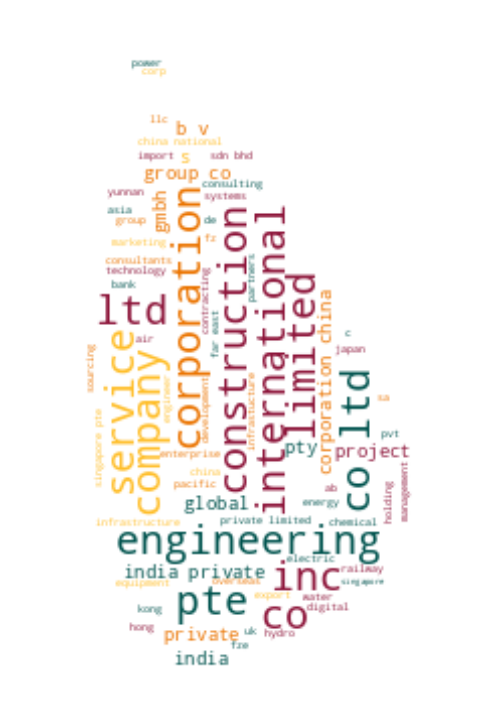 power
corp
llc
b v
china national
import
s
sdn bhd
group co
consulting
yunnan
systems
gmbh
corporation
asia
group
de
construction
international
marketing
fz
consultants
technology
contracting
partners
far east
bank
limited
corporation china
ltd
air
c
japan
service
company
sourcing
engineer
development
infrastucture
co ltd
sa
singapore pte
pvt
enterprise
pty
project
china
pacific
ab
holding
management
global
energy
infrastructure
private limited
chemical
engineering
electric
india private
inc
railway
equipment
overseas
singapore
pte
export
water
kong
co
digital
hong
private
uk
hydro
fze
india